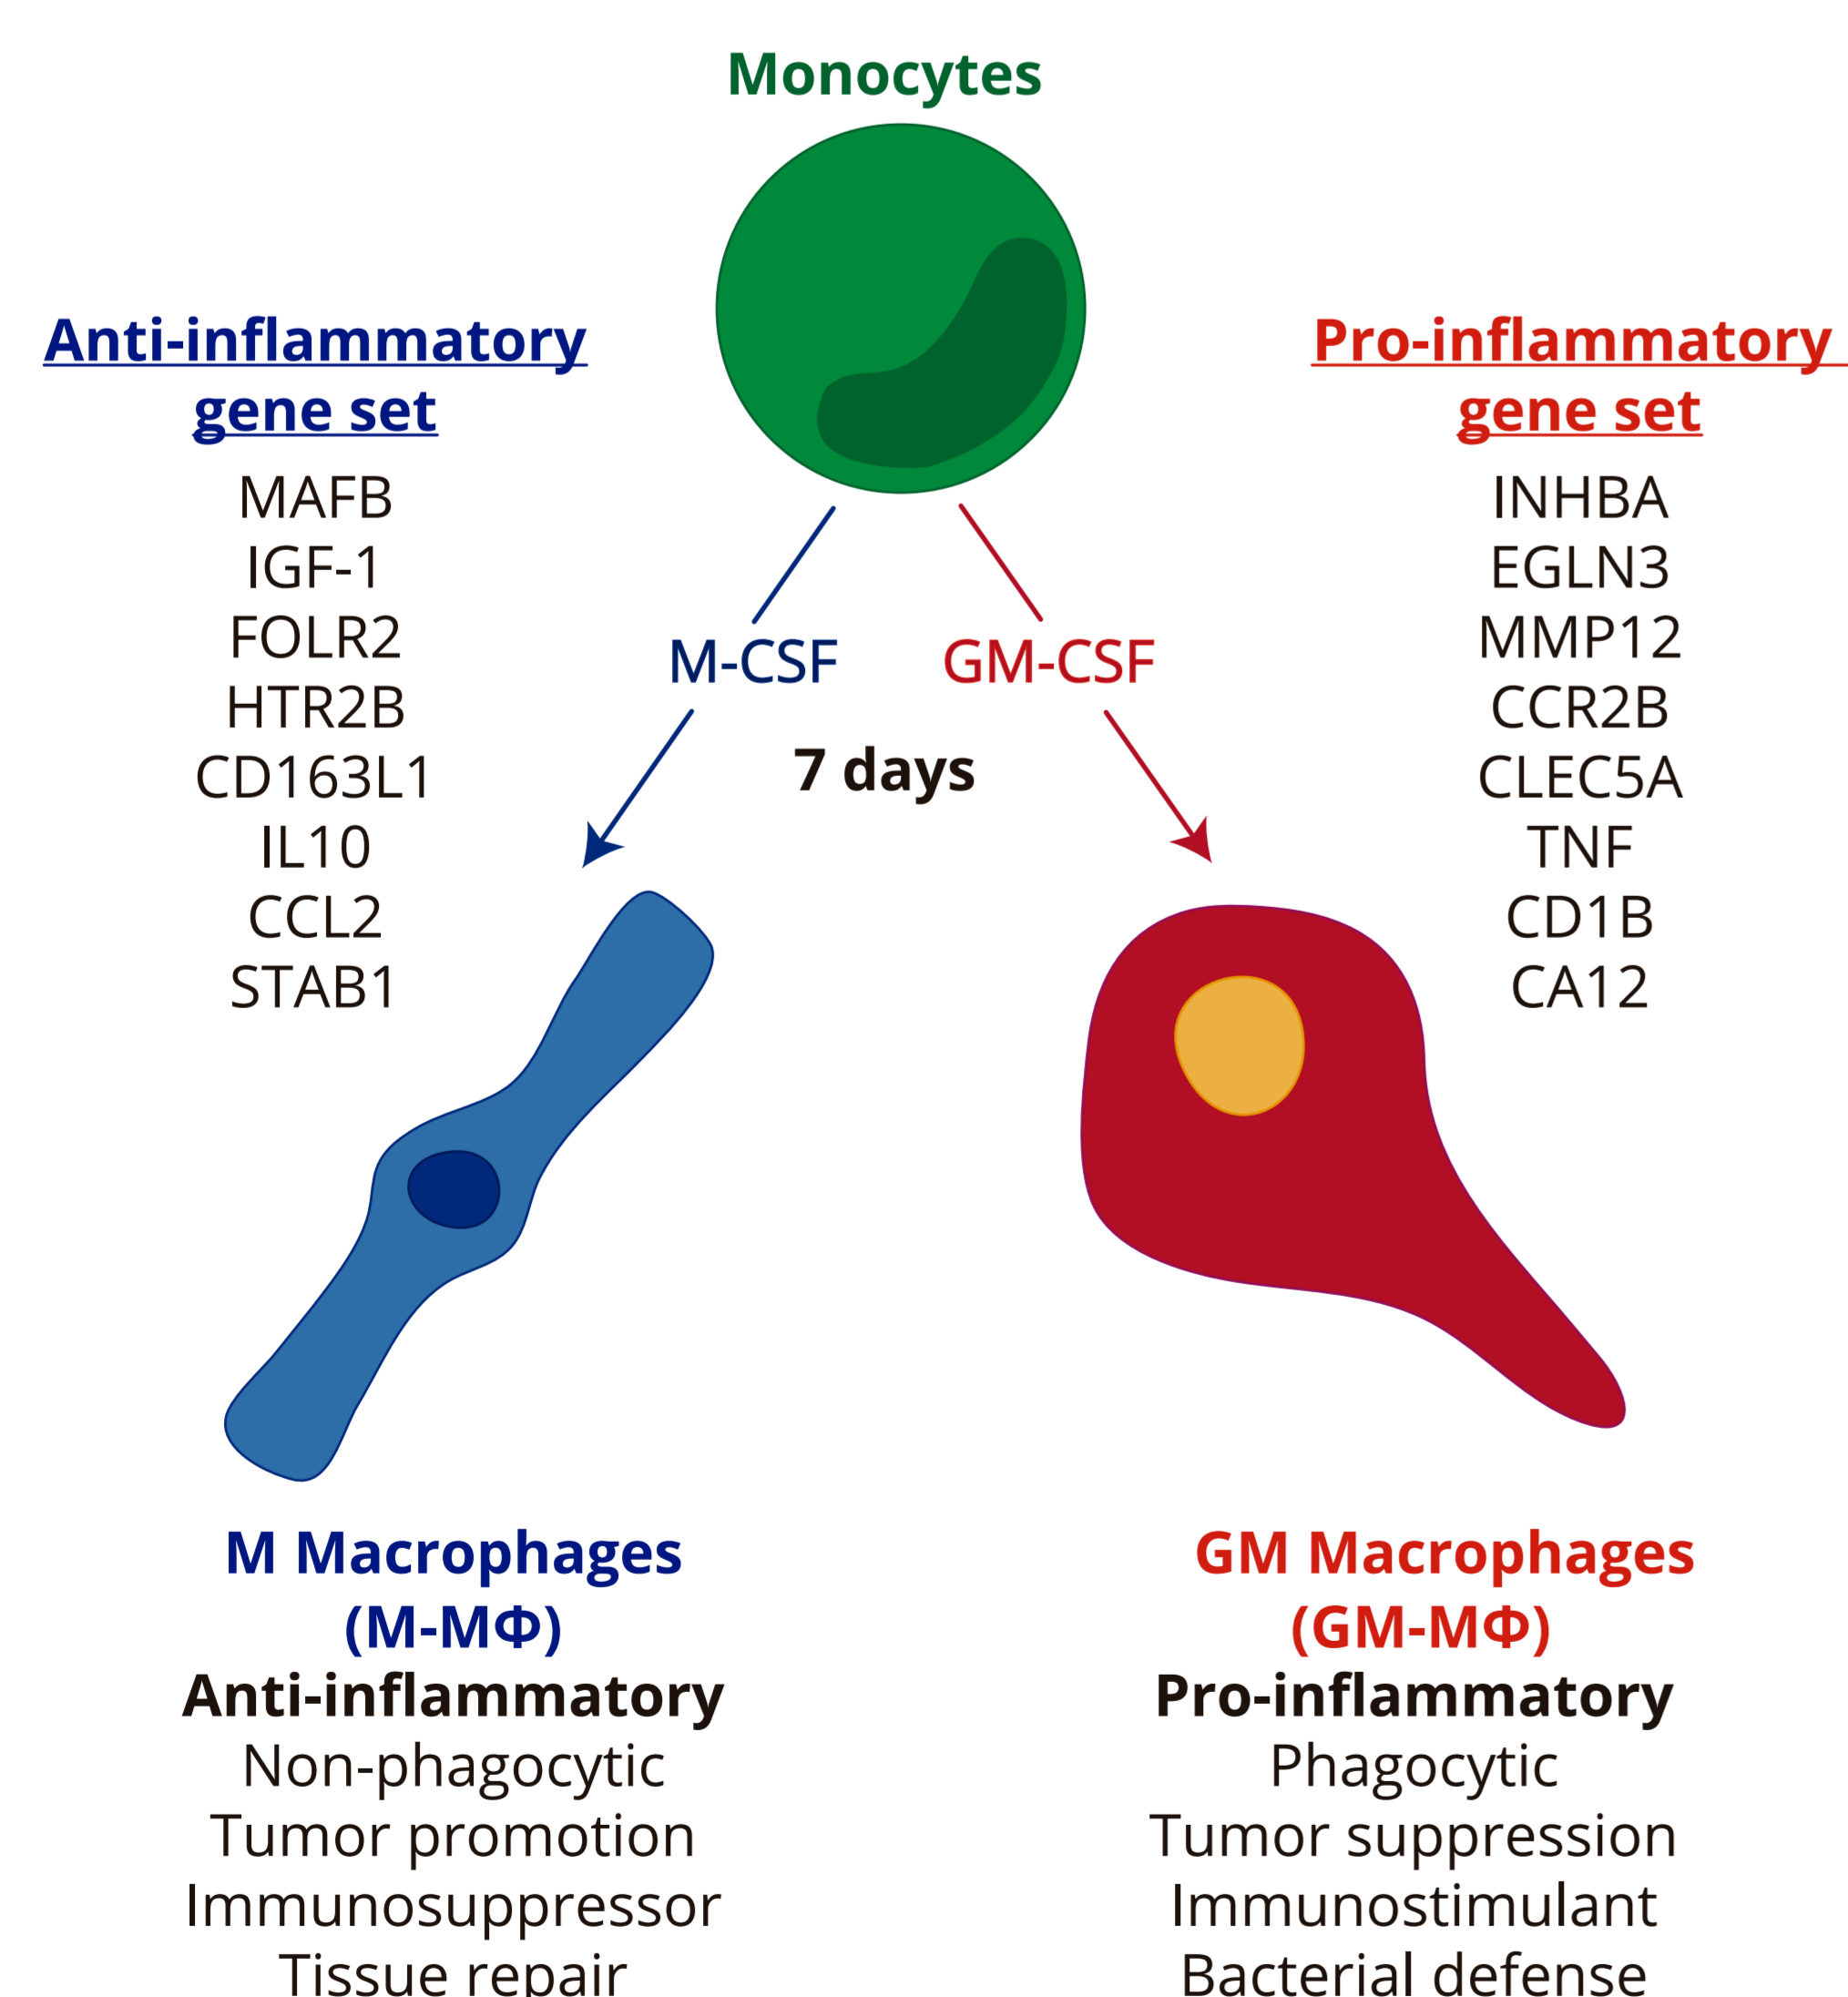 Monocytes
Anti-inflammatory
gene set
MAFB
IGF-1
FOLR2
HTR2B
CD163L1
IL10
CCL2
STAB1
Pro-inflammatory
gene set
INHBA
EGLN3
MMP12
CCR2B
CLEC5A
TNF
CD1B
CA12
M-CSF
GM-CSF
7 days
M Macrophages
(M-MΦ)
Anti-inflammatory
Non-phagocytic
Tumor promotion
Immunosuppressor
Tissue repair
GM Macrophages
(GM-MΦ)
Pro-inflammatory
Phagocytic
Tumor suppression
Immunostimulant
Bacterial defense